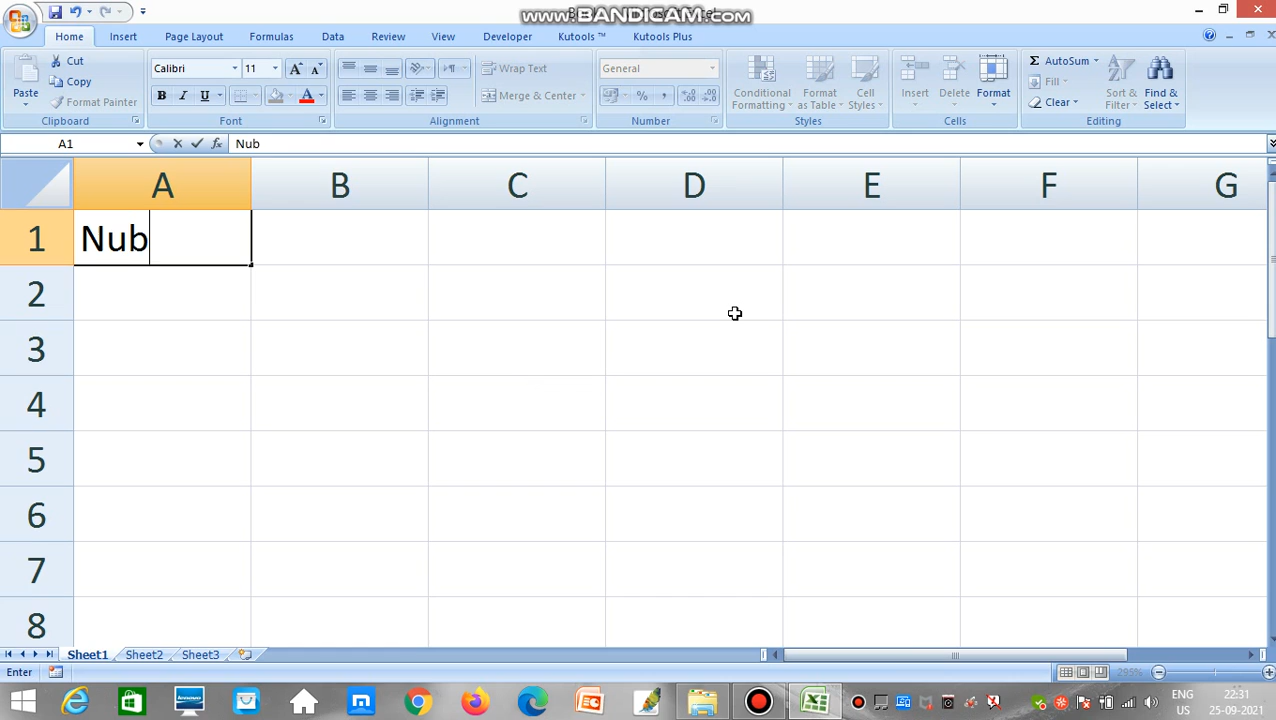 www.BANDICAM.com
Home Insert Page Layout Formulas Data Review View Developer Kutools ™ Kutools Plus
Paste
Cut
Copy
Format Painter
Clipboard
Calibri 11
B I U
Font
Wrap Text
Merge & Center
Alignment
General
Number
Conditional Formatting
Format as Table
Cell Styles
Styles
Insert Delete Format
Cells
AutoSum
Fill
Clear
Sort & Filter
Find & Select
Editing
A1 fx Nub
A B C D E F G
1 Nub
2
3
4
5
6
7
8
Sheet1 Sheet2 Sheet3
Enter 295%
ENG
US
22:31
25-09-2021